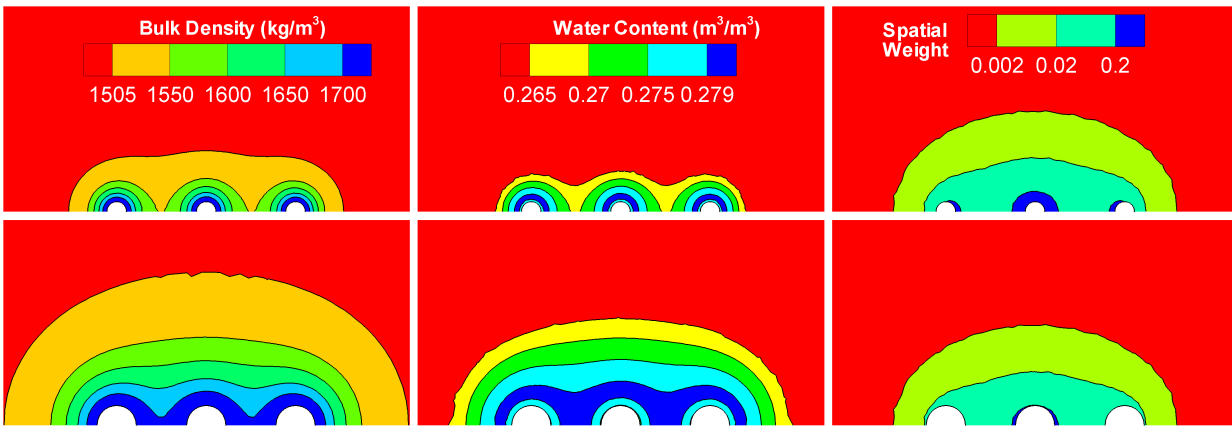 Bulk Density (kg/m³)
1505 1550 1600 1650 1700
Water Content (m³/m³)
0.265 0.27 0.275 0.279
Spatial
Weight
0.002 0.02 0.2